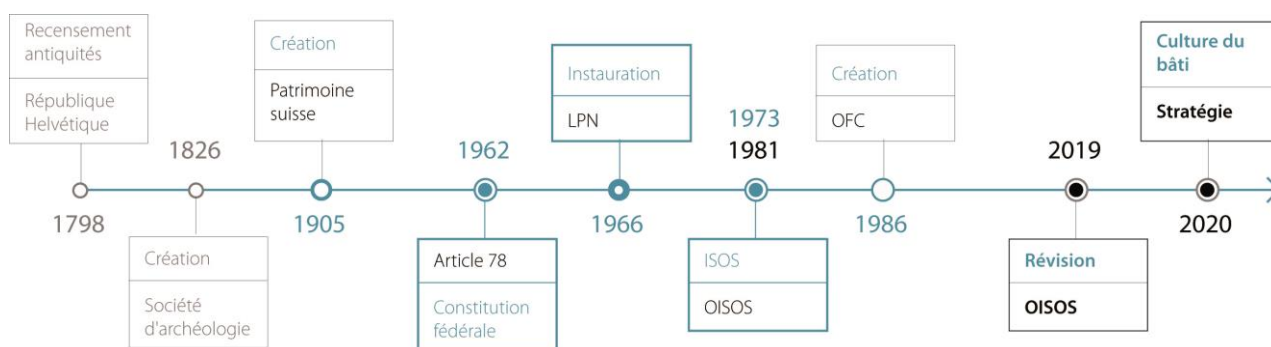 Recensement
antiquités
République
Helvétique
1798
1826
Création
Société
d'archéologie
Création
Patrimoine
suisse
1905
1962
Article 78
Constitution
fédérale
Instauration
LPN
1966
1973
1981
ISOS
OISOS
Création
OFC
1986
2019
Révision
OISOS
Culture du
bâti
Stratégie
2020